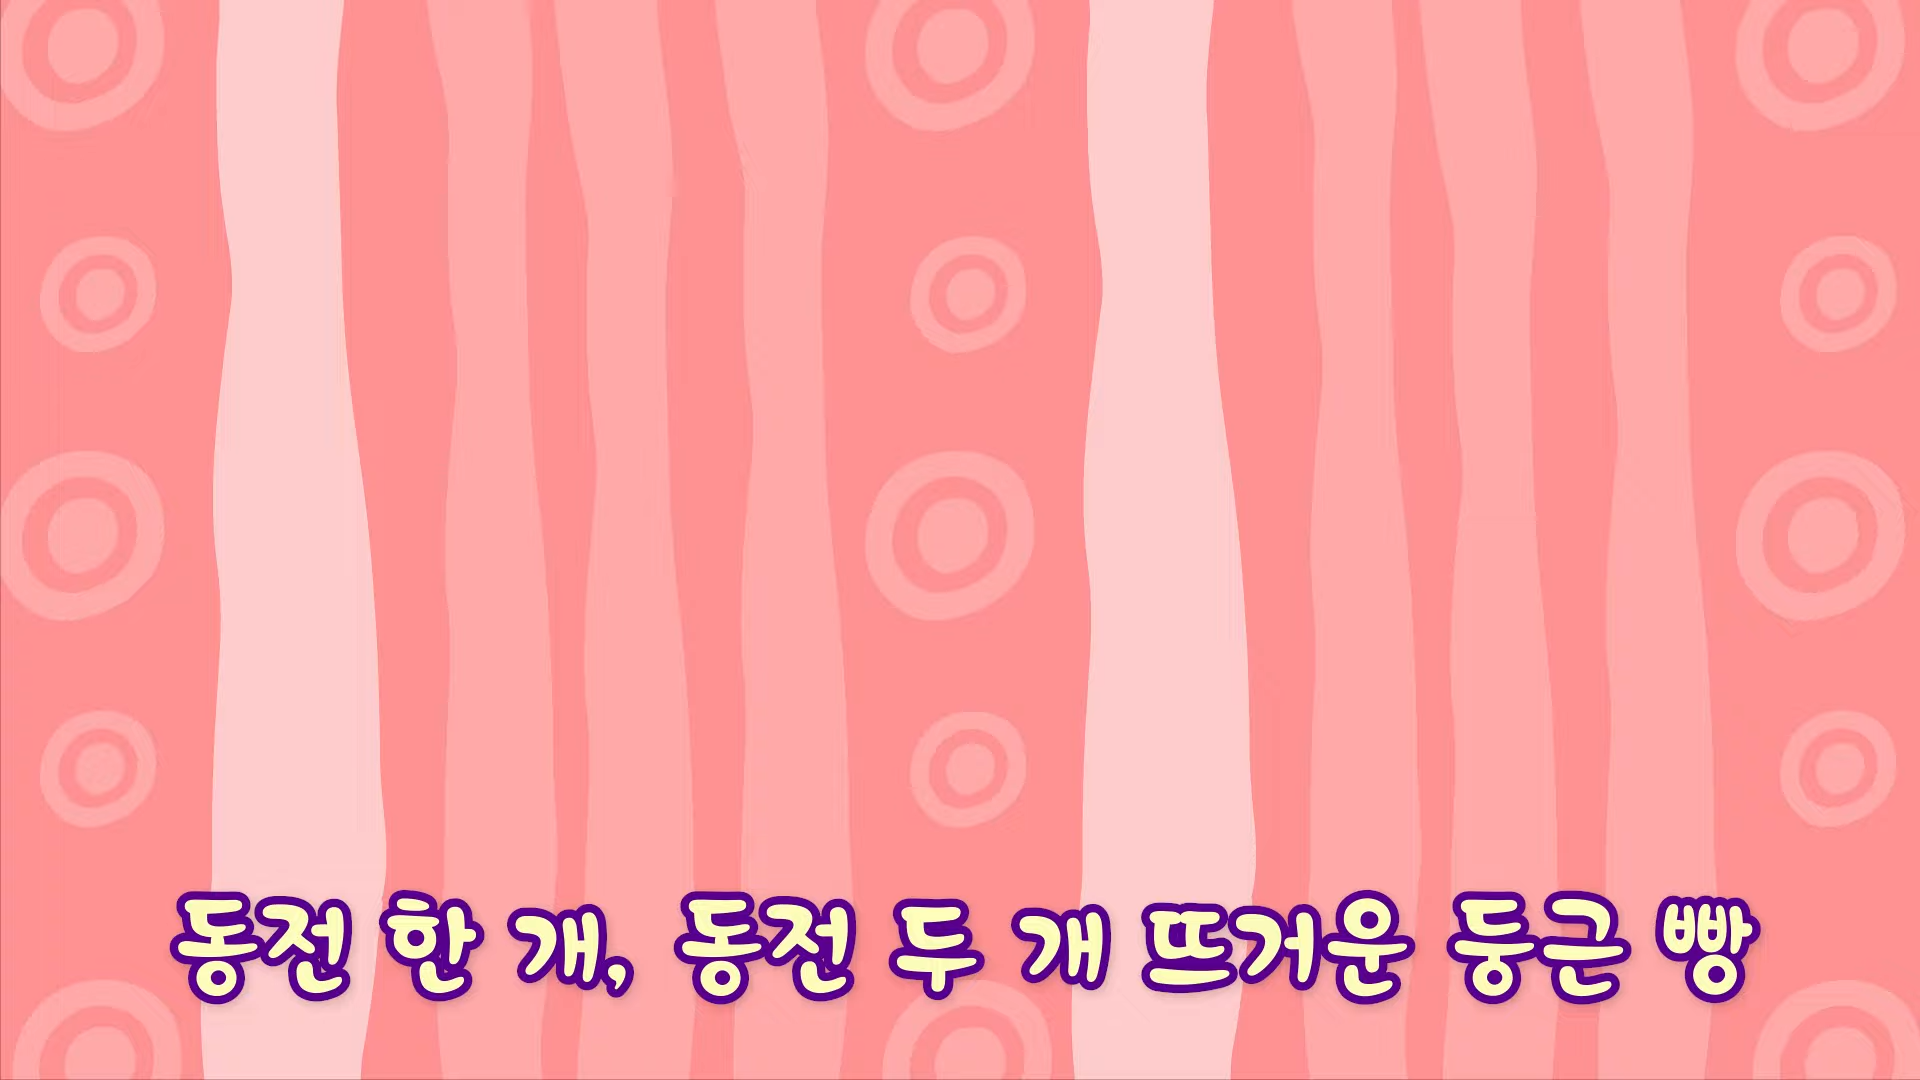 동전 한 개, 동전 두 개 뜨거운 둥근 빵